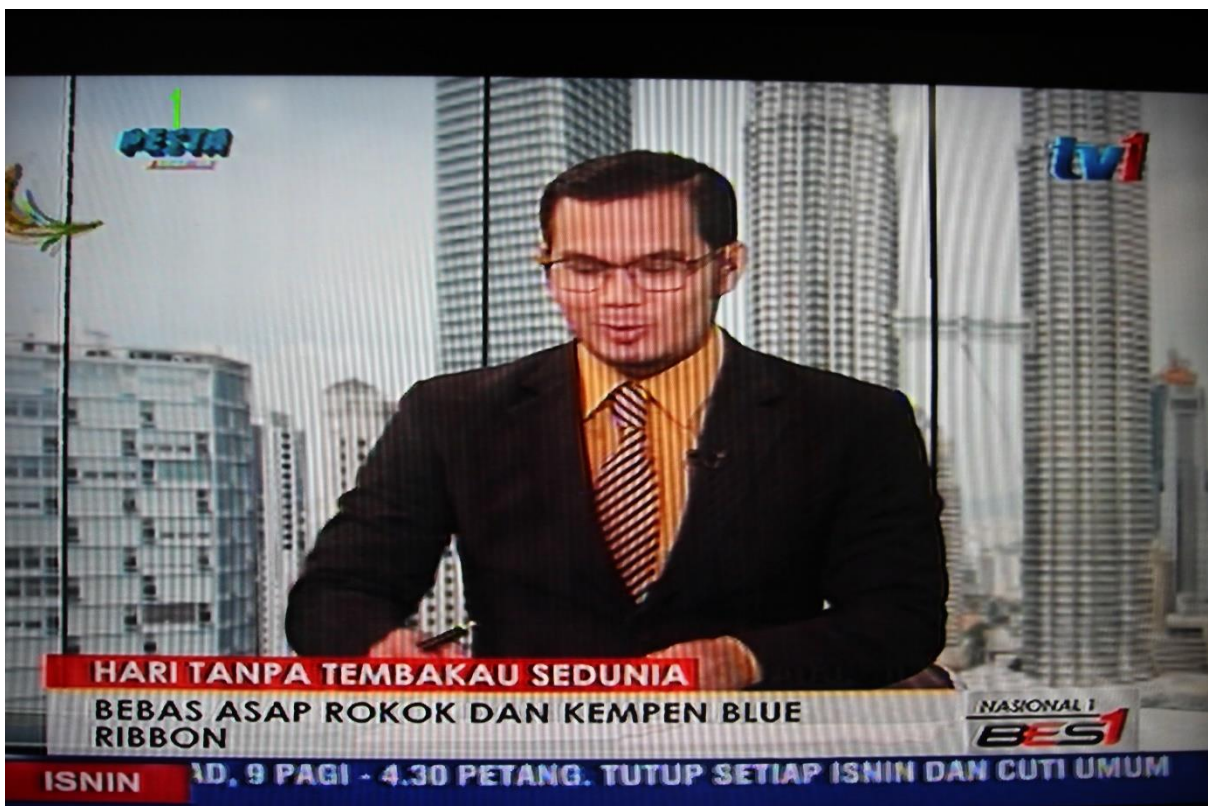 1
PESTA
tv1
HARI TANPA TEMBAKAU SEDUNIA
BEBAS ASAP ROKOK DAN KEMPEN BLUE
RIBBON
NASIONAL 1
BES1
ISNIN
AD, 9 PAGI - 4.30 PETANG. TUTUP SETIAP ISNIN DAN CUTI UMUM